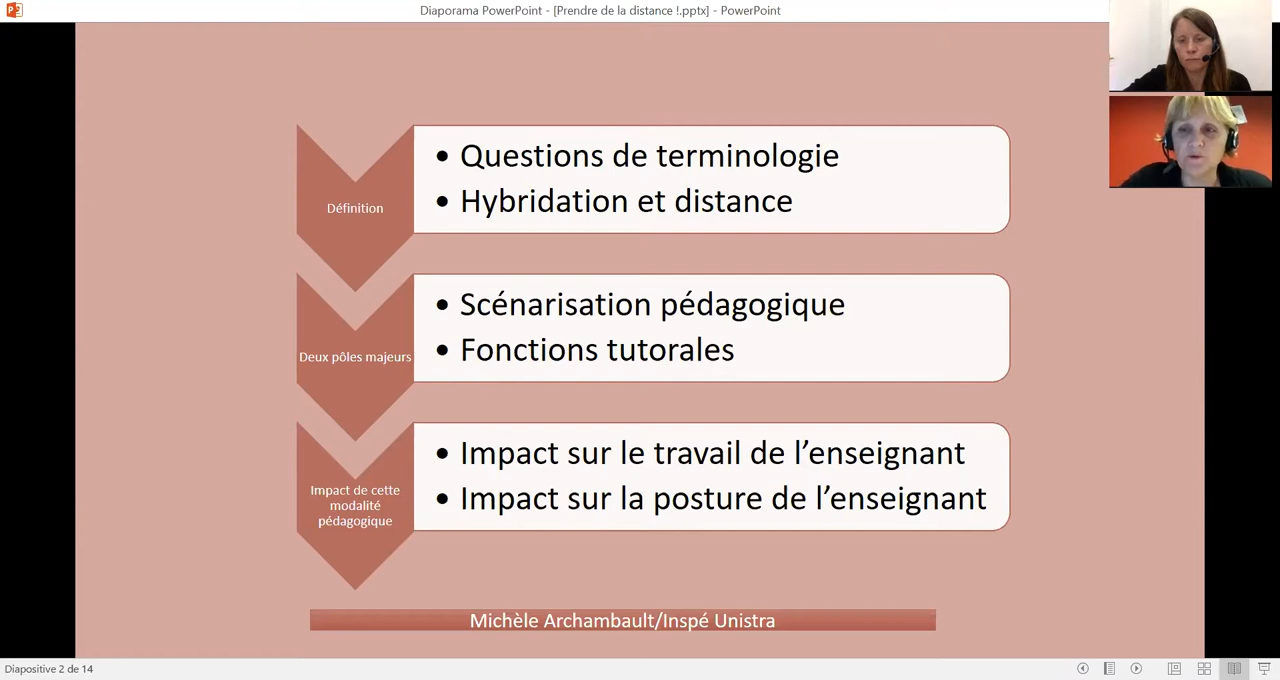 Diaporama PowerPoint - [Prendre de la distance !.pptx] - PowerPoint
Définition
• Questions de terminologie
• Hybridation et distance
Deux pôles majeurs
• Scénarisation pédagogique
• Fonctions tutorales
Impact de cette
modalité
pédagogique
• Impact sur le travail de l’enseignant
• Impact sur la posture de l’enseignant
Michèle Archambault/Inspé Unistra
Diapositive 2 de 14